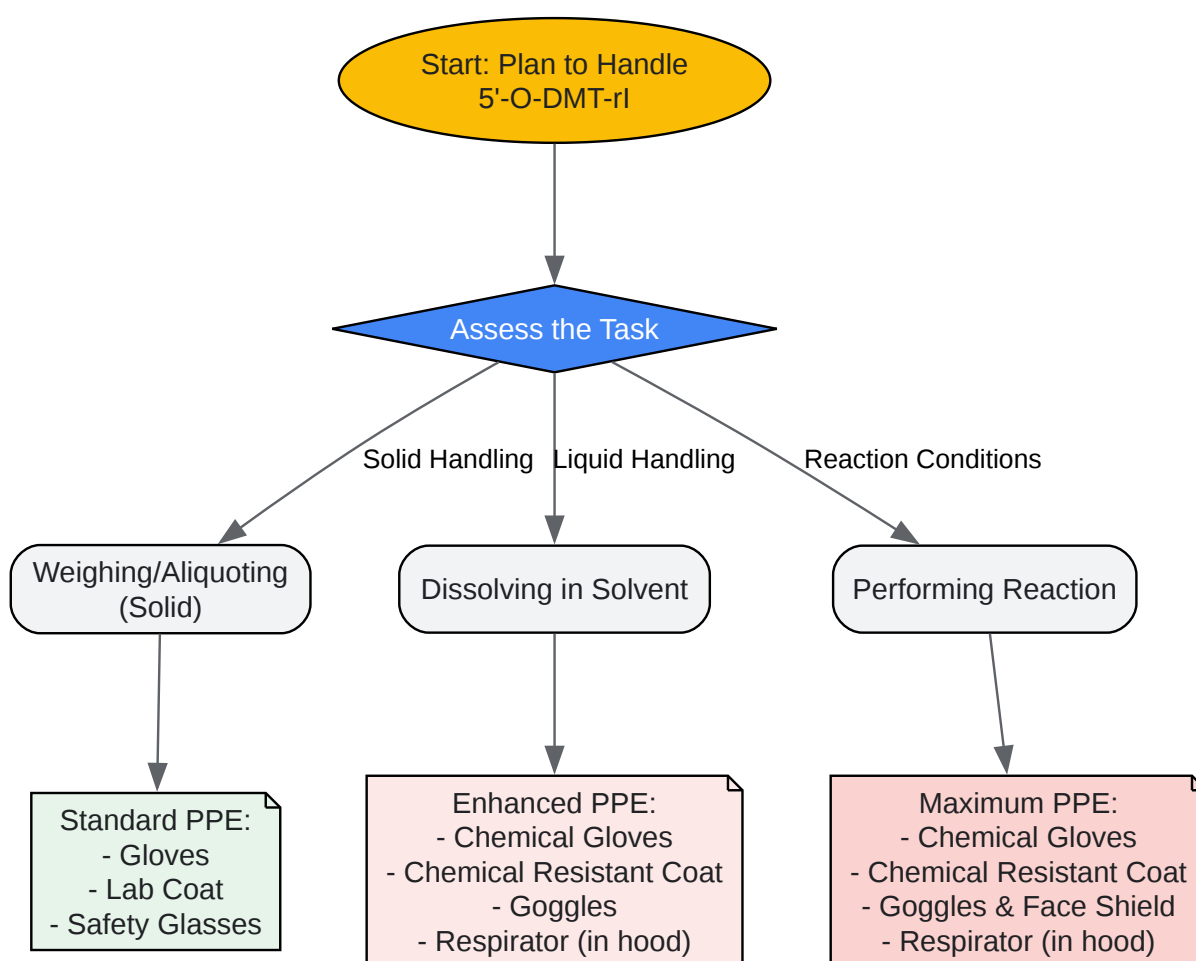 Start: Plan to Handle
5'-O-DMT-rI
Assess the Task
Solid Handling
Liquid Handling
Reaction Conditions
Weighing/Aliquoting
(Solid)
Dissolving in Solvent
Performing Reaction
Standard PPE:
- Gloves
- Lab Coat
- Safety Glasses
Enhanced PPE:
- Chemical Gloves
- Chemical Resistant Coat
- Goggles
- Respirator (in hood)
Maximum PPE:
- Chemical Gloves
- Chemical Resistant Coat
- Goggles & Face Shield
- Respirator (in hood)